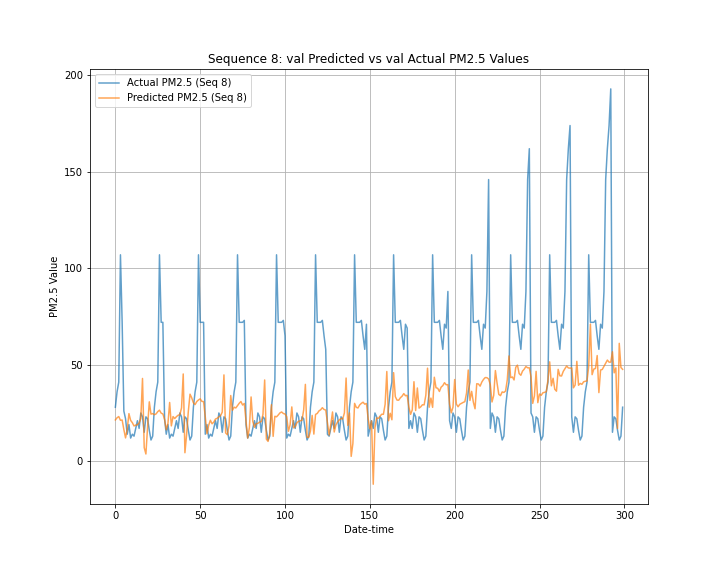 Sequence 8: val Predicted vs val Actual PM2.5 Values
Actual PM2.5 (Seq 8)
Predicted PM2.5 (Seq 8)
PM2.5 Value
200
150
100
50
0
0 50 100 150 200 250 300
Date-time